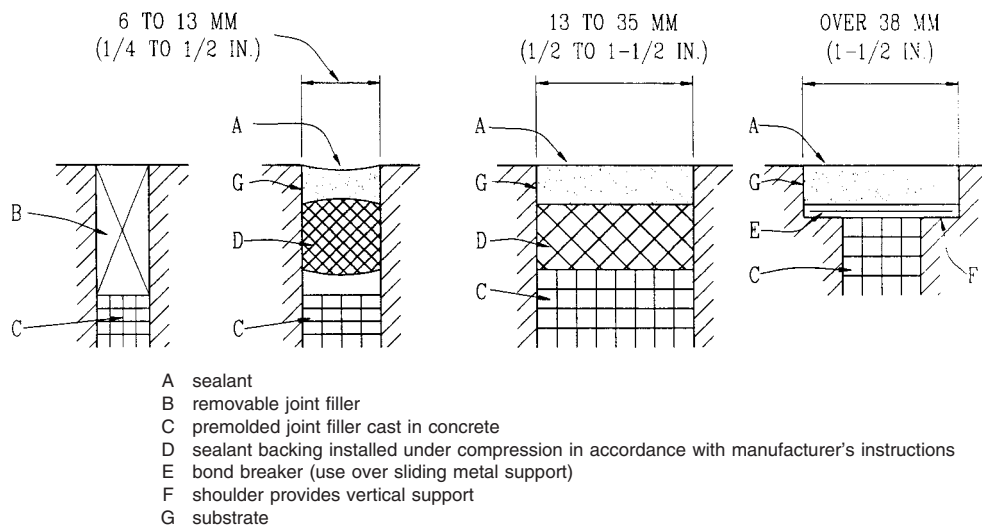 6 TO 13 MM
(1/4 TO 1/2 IN.)
13 TO 35 MM
(1/2 TO 1-1/2 IN.)
OVER 38 MM
(1-1/2 IN.)
A
A
A
G
G
G
B
D
D
E
C
C
C
C
F
A sealant
B removable joint filler
C premolded joint filler cast in concrete
D sealant backing installed under compression in accordance with manufacturer's instructions
E bond breaker (use over sliding metal support)
F shoulder provides vertical support
G substrate